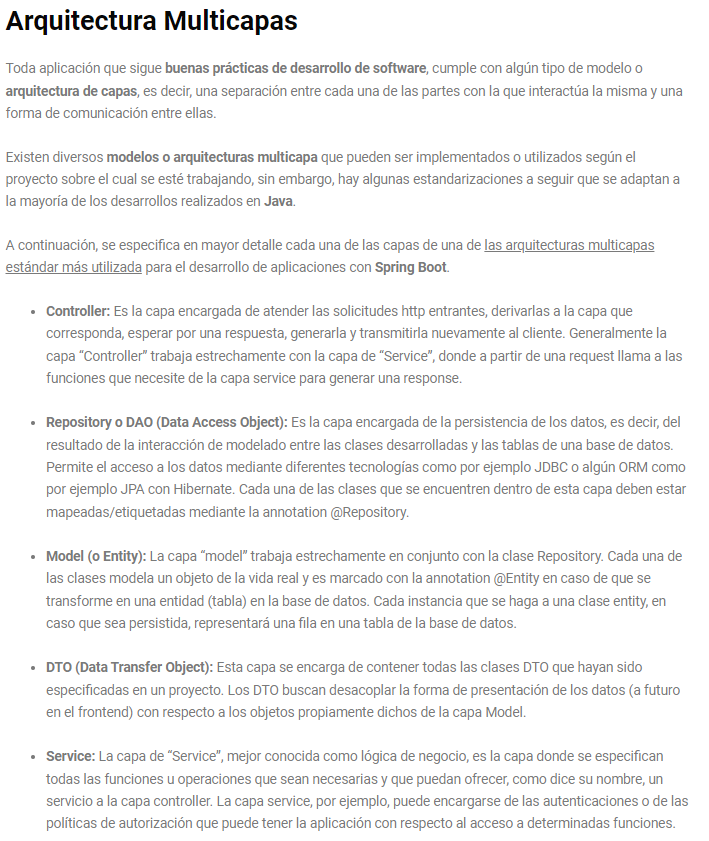 Arquitectura Multicapas
Toda aplicación que sigue buenas prácticas de desarrollo de software, cumple con algún tipo de modelo o
arquitectura de capas, es decir, una separación entre cada una de las partes con la que interactúa la misma y una
forma de comunicación entre ellas.
Existen diversos modelos o arquitecturas multicapa que pueden ser implementados o utilizados según el
proyecto sobre el cual se esté trabajando, sin embargo, hay algunas estandarizaciones a seguir que se adaptan a
la mayoría de los desarrollos realizados en Java.
A continuación, se especifica en mayor detalle cada una de las capas de una de las arquitecturas multicapas
estándar más utilizada para el desarrollo de aplicaciones con Spring Boot.
• Controller: Es la capa encargada de atender las solicitudes http entrantes, derivarlas a la capa que
corresponda, esperar por una respuesta, generarla y transmitirla nuevamente al cliente. Generalmente la
capa “Controller” trabaja estrechamente con la capa de “Service”, donde a partir de una request llama a las
funciones que necesite de la capa service para generar una response.
• Repository o DAO (Data Access Object): Es la capa encargada de la persistencia de los datos, es decir, del
resultado de la interacción de modelado entre las clases desarrolladas y las tablas de una base de datos.
Permite el acceso a los datos mediante diferentes tecnologías como por ejemplo JDBC o algún ORM como
por ejemplo JPA con Hibernate. Cada una de las clases que se encuentren dentro de esta capa deben estar
mapeadas/etiquetadas mediante la annotation @Repository.
• Model (o Entity): La capa “model” trabaja estrechamente en conjunto con la clase Repository. Cada una de
las clases modela un objeto de la vida real y es marcado con la annotation @Entity en caso de que se
transforme en una entidad (tabla) en la base de datos. Cada instancia que se haga a una clase entity, en
caso que sea persistida, representará una fila en una tabla de la base de datos.
• DTO (Data Transfer Object): Esta capa se encarga de contener todas las clases DTO que hayan sido
especificadas en un proyecto. Los DTO buscan desacoplar la forma de presentación de los datos (a futuro
en el frontend) con respecto a los objetos propiamente dichos de la capa Model.
• Service: La capa de “Service”, mejor conocida como lógica de negocio, es la capa donde se especifican
todas las funciones u operaciones que sean necesarias y que puedan ofrecer, como dice su nombre, un
servicio a la capa controller. La capa service, por ejemplo, puede encargarse de las autenticaciones o de las
políticas de autorización que puede tener la aplicación con respecto al acceso a determinadas funciones.